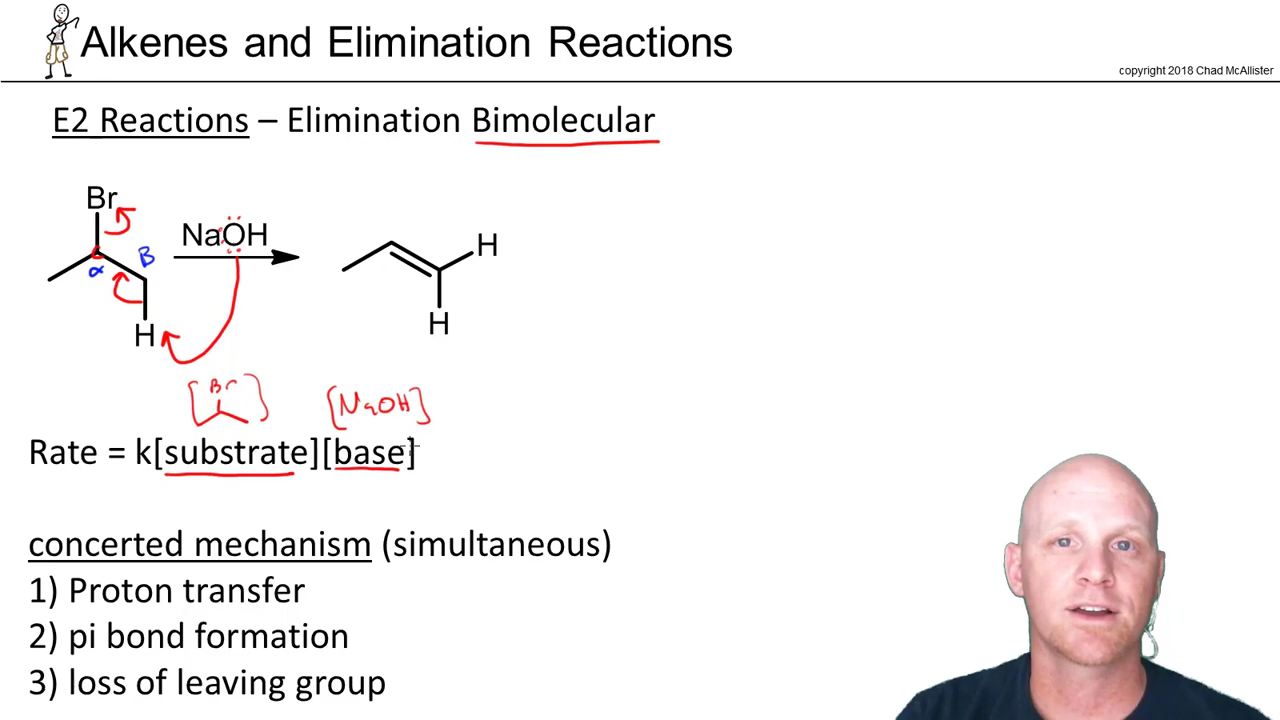 Alkenes and Elimination Reactions
copyright 2018 Chad McAllister
E2 Reactions – Elimination Bimolecular
Br
NaOH
α
B
H
H
H
[Br]
[NaOH]
Rate = k[substrate][base]
concerted mechanism (simultaneous)
1) Proton transfer
2) pi bond formation
3) loss of leaving group